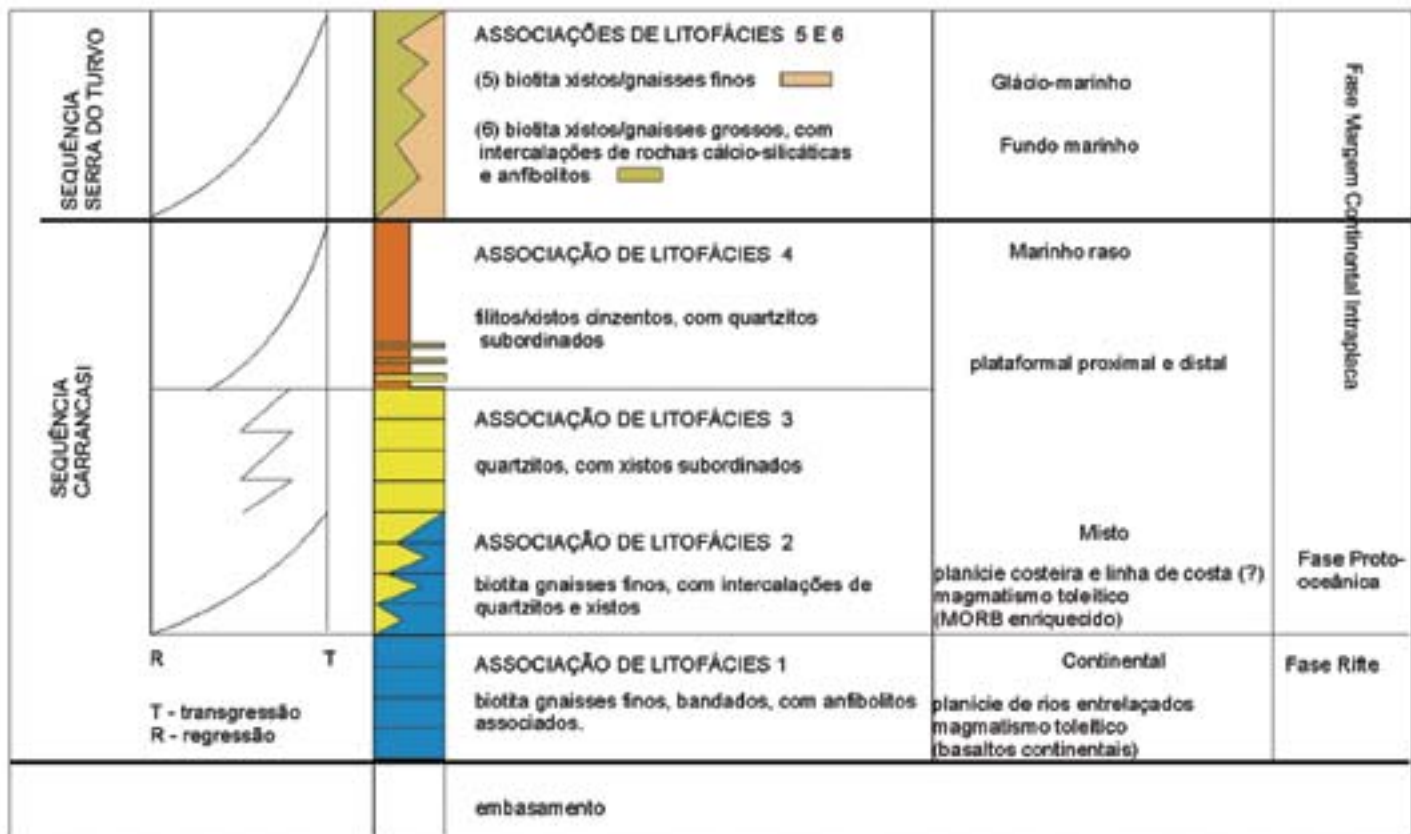 SEQUÊNCIA
SERRA DO TURVO
ASSOCIAÇÕES DE LITOFÁCIES 5 E 6
(5) biotita xistos/gnaisses finos
(6) biotita xistos/gnaisses grossos, com
intercalações de rochas cálcio-silicáticas
e anfibolitos
Glácio-marinho
Fundo marinho
Fase Margem Continental Intraplaca
SEQUÊNCIA
CARRANCASI
ASSOCIAÇÃO DE LITOFÁCIES 4
filitos/xistos cinzentos, com quartzitos
subordinados
Marinho raso
plataformal proximal e distal
ASSOCIAÇÃO DE LITOFÁCIES 3
quartzitos, com xistos subordinados
ASSOCIAÇÃO DE LITOFÁCIES 2
biotita gnaisses finos, com intercalações de
quartzitos e xistos
Misto
planície costeira e linha de costa (?)
magmatismo toleítico
(MORB enriquecido)
Fase Proto-
oceânica
R T
T - transgressão
R - regressão
ASSOCIAÇÃO DE LITOFÁCIES 1
biotita gnaisses finos, bandados, com anfibolitos
associados.
Continental
planície de rios entrelaçados
magmatismo toleítico
(basaltos continentais)
Fase Rifte
embasamento